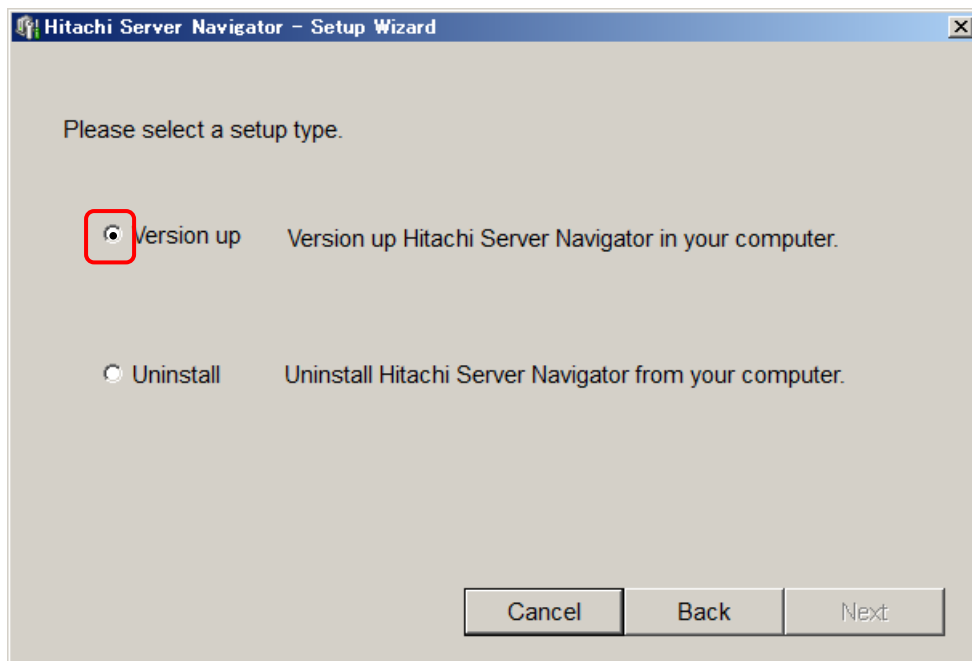 Hitachi Server Navigator - Setup Wizard
Please select a setup type.
Version up Version up Hitachi Server Navigator in your computer.
Uninstall Uninstall Hitachi Server Navigator from your computer.
Cancel Back Next